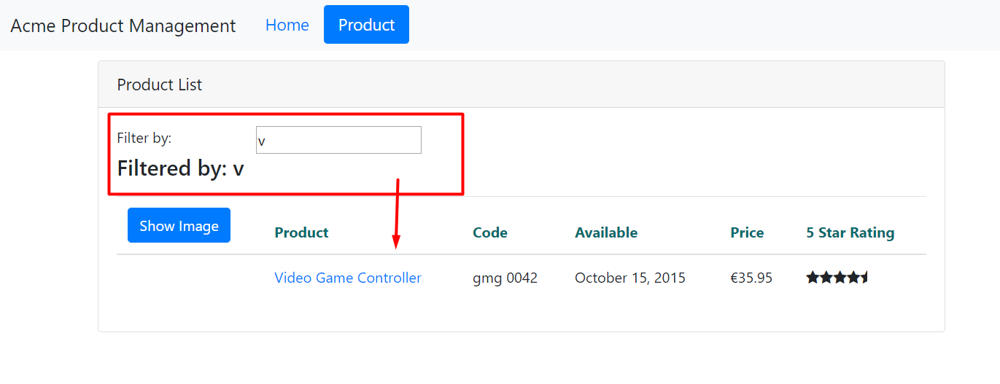 Acme Product Management Home Product
Product List
Filter by: v
Filtered by: v
Show Image Product Code Available Price 5 Star Rating
Video Game Controller gmg 0042 October 15, 2015 €35.95